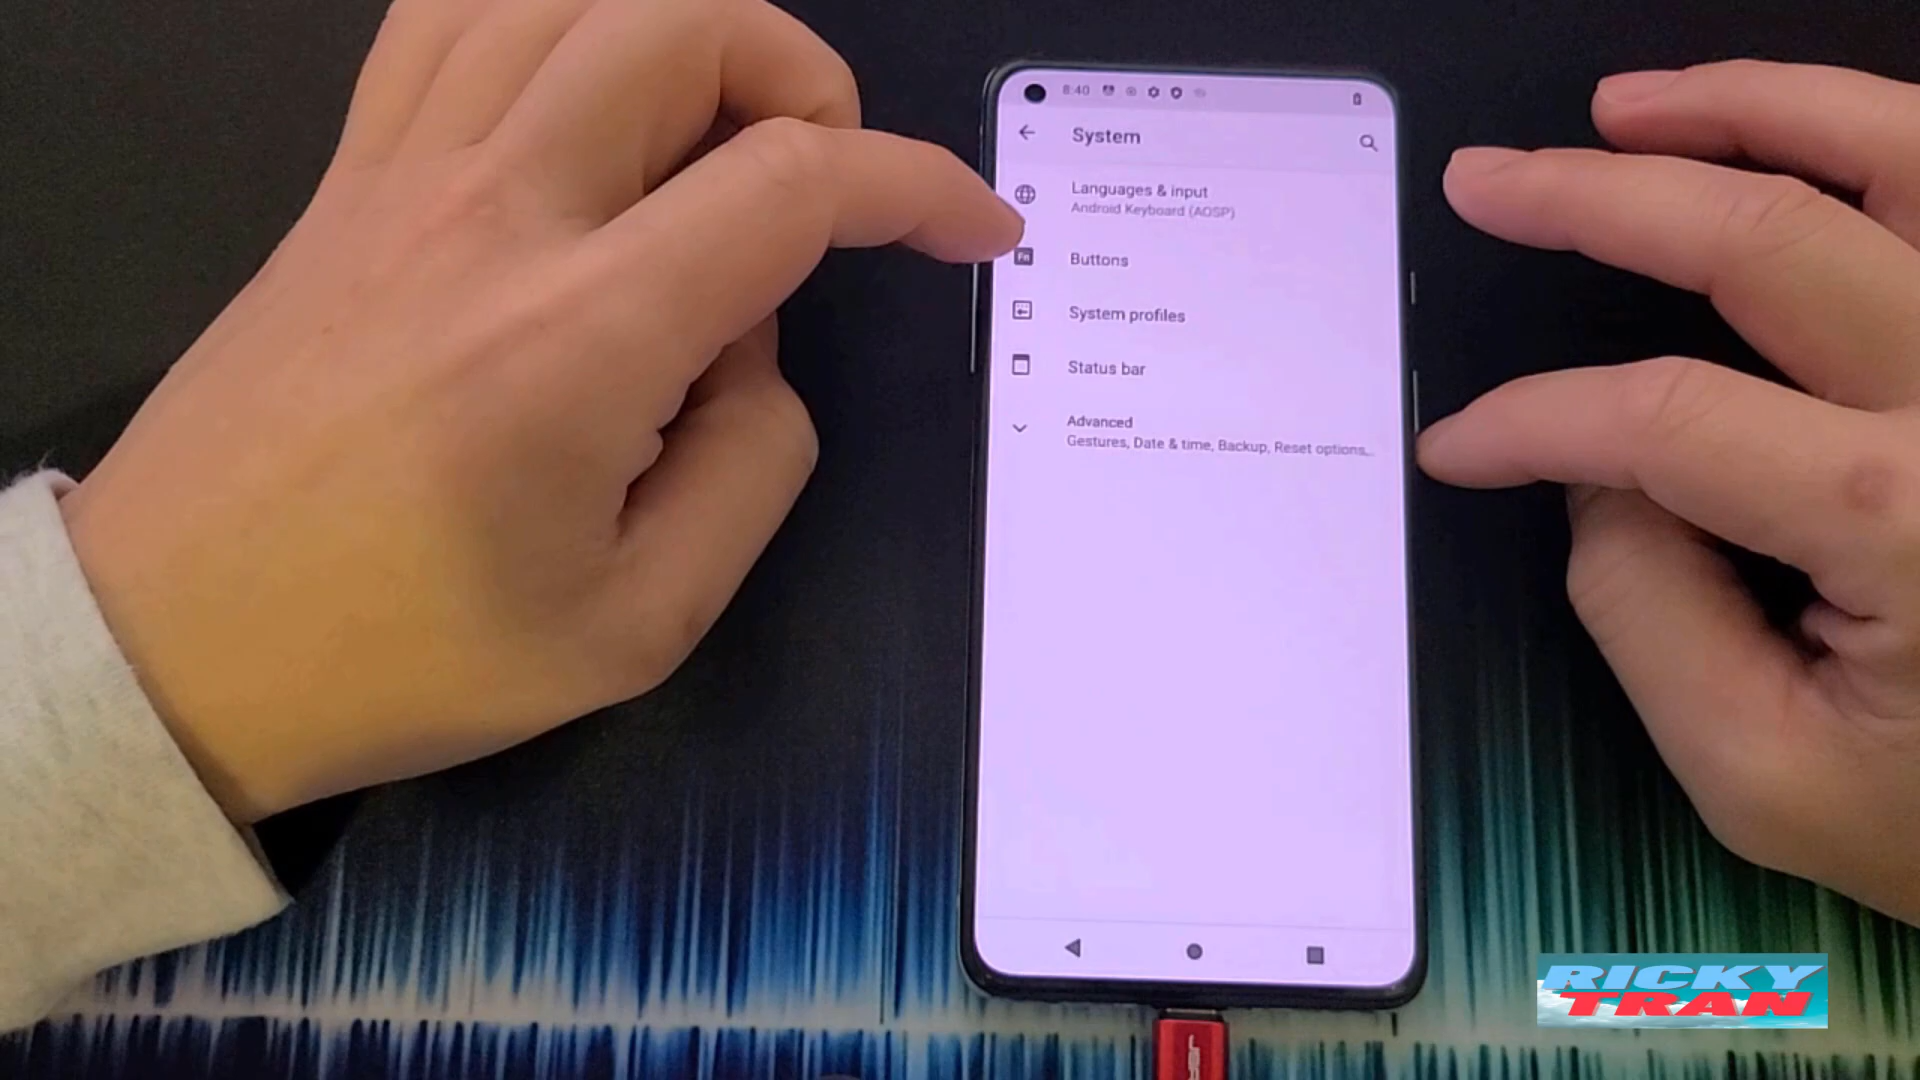 8:40
System
Languages & input
Android Keyboard (AOSP)
Fn
Buttons
System profiles
Status bar
Advanced
Gestures, Date & time, Backup, Reset options,..
RICKY
TRAN